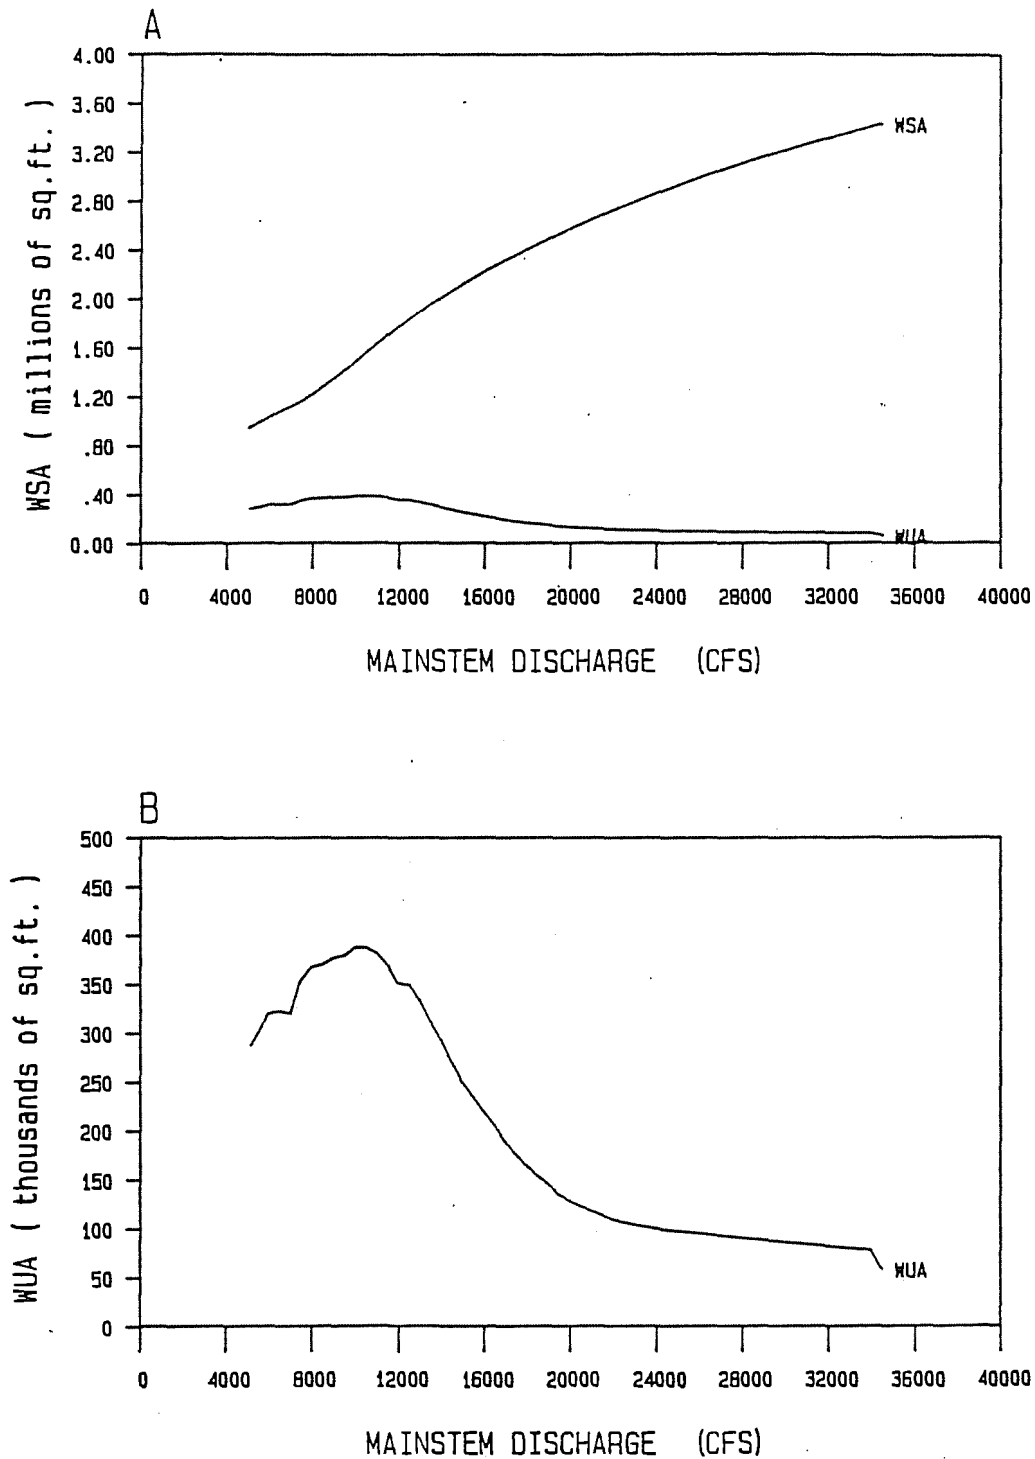 A
4.00
3.60
3.20
2.80
2.40
2.00
1.60
1.20
.80
.40
0.00
WSA ( millions of sq.ft. )
WSA
WUA
0 4000 8000 12000 16000 20000 24000 28000 32000 36000 40000
MAINSTEM DISCHARGE (CFS)
B
500
450
400
350
300
250
200
150
100
50
0
WUA ( thousands of sq.ft. )
WUA
0 4000 8000 12000 16000 20000 24000 28000 32000 36000 40000
MAINSTEM DISCHARGE (CFS)